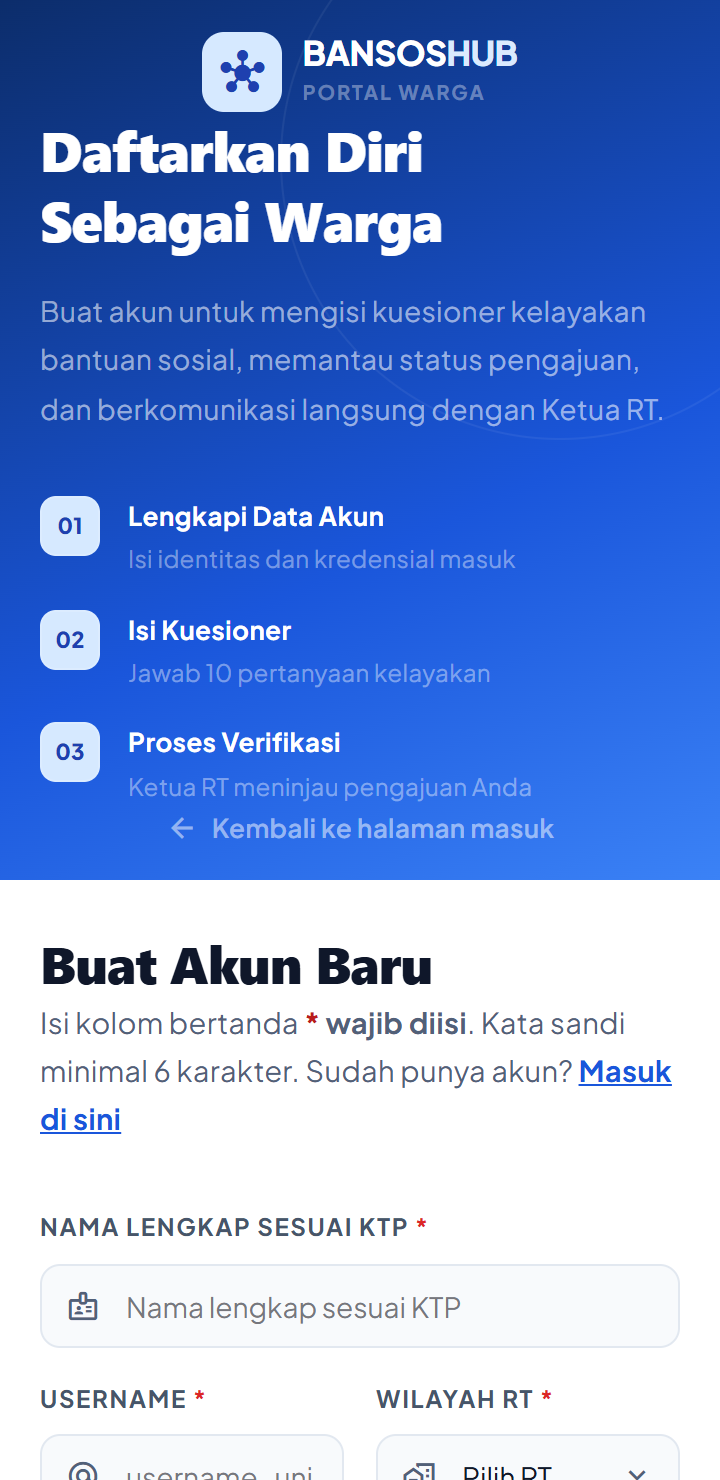 BANSOSHUB
PORTAL WARGA
Daftarkan Diri
Sebagai Warga
Buat akun untuk mengisi kuesioner kelayakan
bantuan sosial, memantau status pengajuan,
dan berkomunikasi langsung dengan Ketua RT.
01
Lengkapi Data Akun
Isi identitas dan kredensial masuk
02
Isi Kuesioner
Jawab 10 pertanyaan kelayakan
03
Proses Verifikasi
Ketua RT meninjau pengajuan Anda
← Kembali ke halaman masuk
Buat Akun Baru
Isi kolom bertanda * wajib diisi. Kata sandi
minimal 6 karakter. Sudah punya akun? Masuk
di sini
NAMA LENGKAP SESUAI KTP *
Nama lengkap sesuai KTP
USERNAME * WILAYAH RT *
username_uni Pilih RT